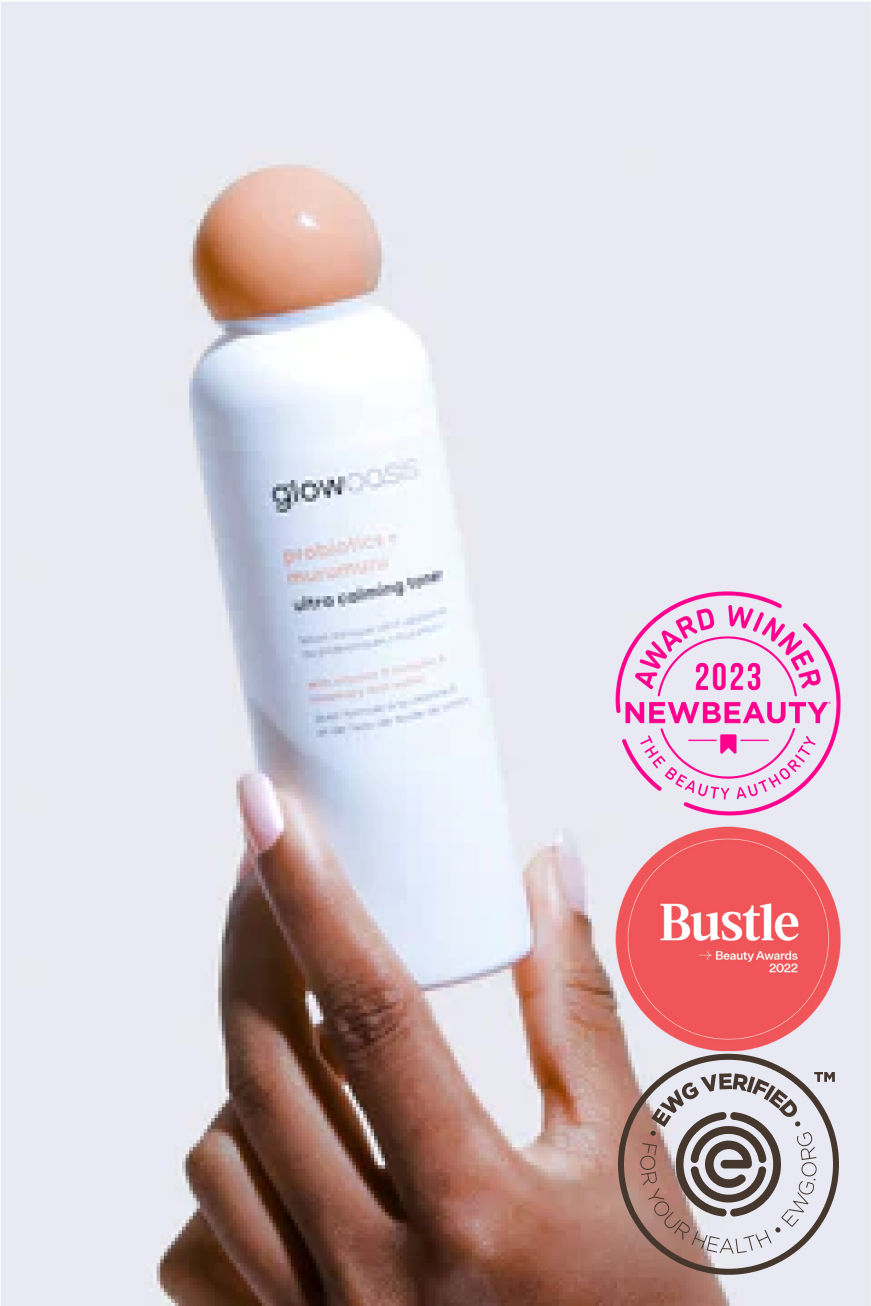 glowoasis
probiotics +
murumuru
ultra calming toner
AWARD WINNER
2023
NEWBEAUTY
THE BEAUTY AUTHORITY
Bustle
→ Beauty Awards
2022
EWG VERIFIED
TM
FOR YOUR HEALTH • EWG.ORG